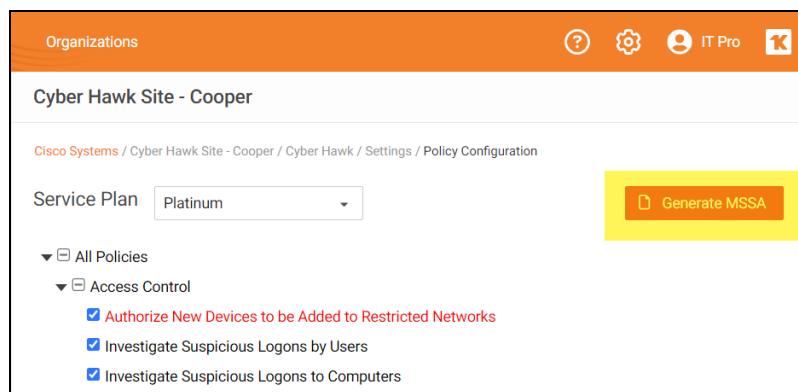 Organizations
IT Pro
Cyber Hawk Site - Cooper
Cisco Systems / Cyber Hawk Site - Cooper / Cyber Hawk / Settings / Policy Configuration
Service Plan Platinum Generate MSSA
All Policies
Access Control
Authorize New Devices to be Added to Restricted Networks
Investigate Suspicious Logons by Users
Investigate Suspicious Logons to Computers